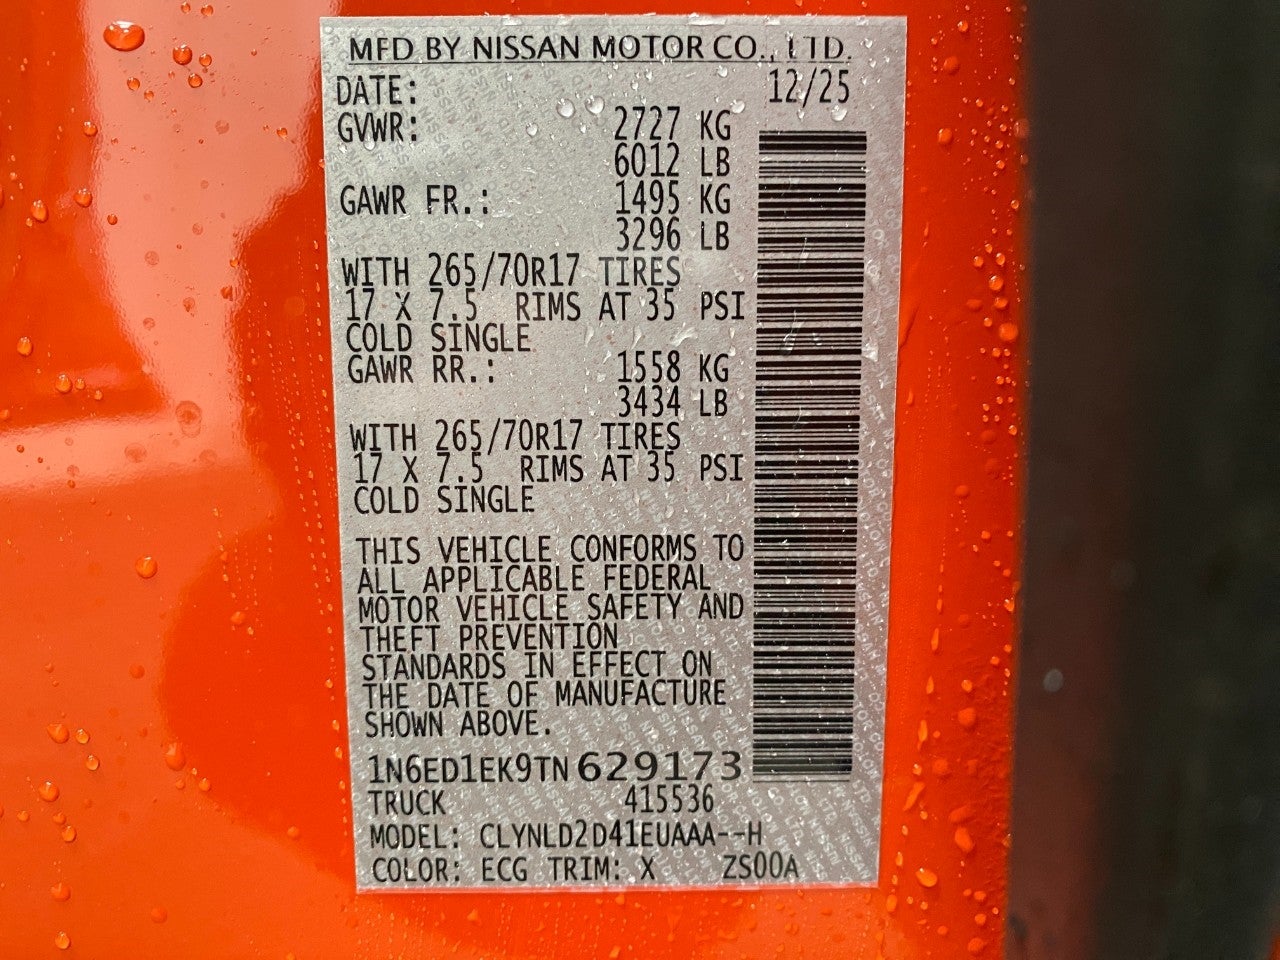 MFD BY NISSAN MOTOR CO., LTD.
DATE: 12/25
GVWR: 2727 KG
6012 LB
GAWR FR.: 1495 KG
3296 LB
WITH 265/70R17 TIRES
17 X 7.5 RIMS AT 35 PSI
COLD SINGLE
GAWR RR.: 1558 KG
3434 LB
WITH 265/70R17 TIRES
17 X 7.5 RIMS AT 35 PSI
COLD SINGLE
THIS VEHICLE CONFORMS TO
ALL APPLICABLE FEDERAL
MOTOR VEHICLE SAFETY AND
THEFT PREVENTION
STANDARDS IN EFFECT ON
THE DATE OF MANUFACTURE
SHOWN ABOVE.
1N6ED1EK9TN629173
TRUCK 415536
MODEL: CLYNLD2D41EUAAA--H
COLOR: ECG TRIM: X ZS00A